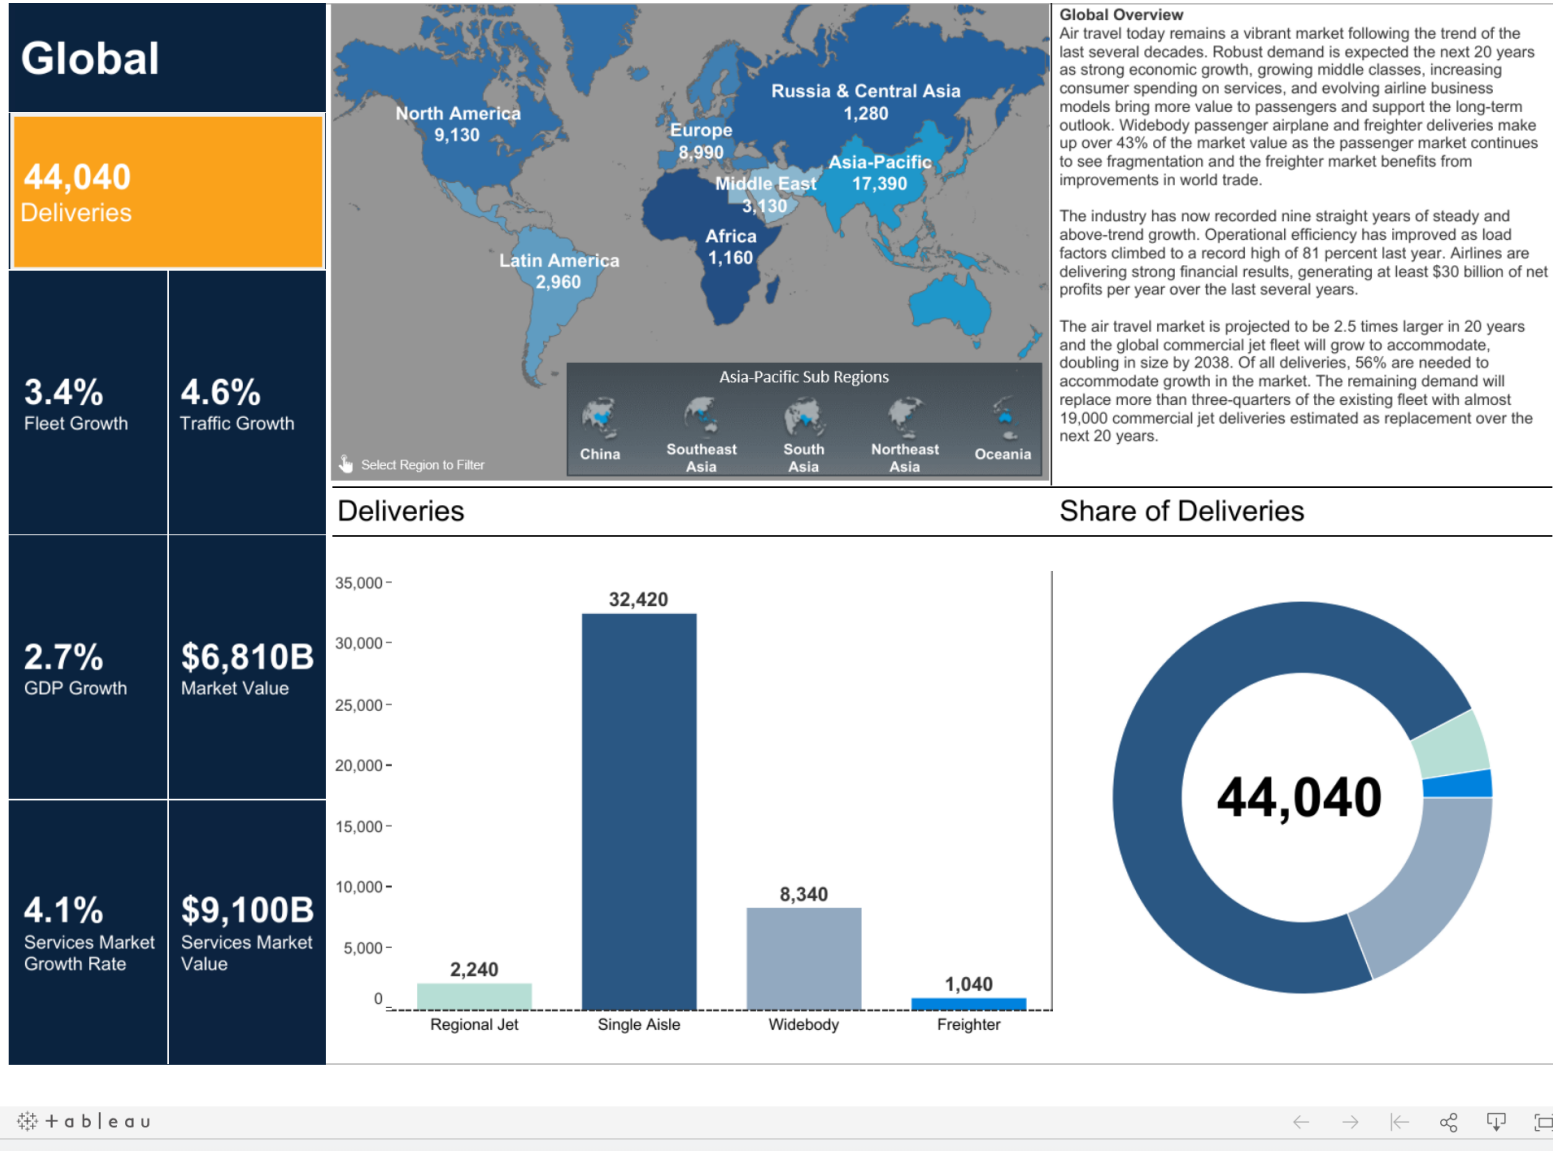 Global
44,040
Deliveries
3.4%
Fleet Growth
4.6%
Traffic Growth
2.7%
GDP Growth
$6,810B
Market Value
4.1%
Services Market
Growth Rate
$9,100B
Services Market
Value
North America
9,130
Russia & Central Asia
1,280
Europe
8,990
Asia-Pacific
17,390
Middle East
3,130
Africa
1,160
Latin America
2,960
Asia-Pacific Sub Regions
China
Southeast
Asia
South
Asia
Northeast
Asia
Oceania
Select Region to Filter
Global Overview
Air travel today remains a vibrant market following the trend of the
last several decades. Robust demand is expected the next 20 years
as strong economic growth, growing middle classes, increasing
consumer spending on services, and evolving airline business
models bring more value to passengers and support the long-term
outlook. Widebody passenger airplane and freighter deliveries make
up over 43% of the market value as the passenger market continues
to see fragmentation and the freighter market benefits from
improvements in world trade.
The industry has now recorded nine straight years of steady and
above-trend growth. Operational efficiency has improved as load
factors climbed to a record high of 81 percent last year. Airlines are
delivering strong financial results, generating at least $30 billion of net
profits per year over the last several years.
The air travel market is projected to be 2.5 times larger in 20 years
and the global commercial jet fleet will grow to accommodate,
doubling in size by 2038. Of all deliveries, 56% are needed to
accommodate growth in the market. The remaining demand will
replace more than three-quarters of the existing fleet with almost
19,000 commercial jet deliveries estimated as replacement over the
next 20 years.
Deliveries
35,000
30,000
25,000
20,000
15,000
10,000
5,000
0
2,240
32,420
8,340
1,040
Regional Jet
Single Aisle
Widebody
Freighter
Share of Deliveries
44,040
+ableau